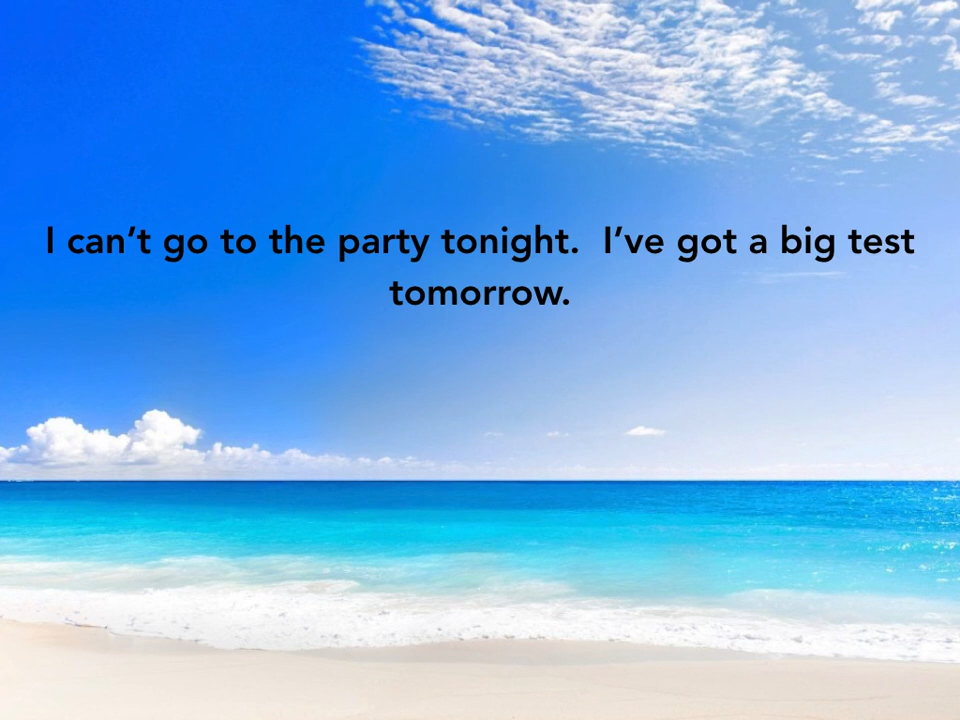 I can’t go to the party tonight.  I’ve got a big test
tomorrow.